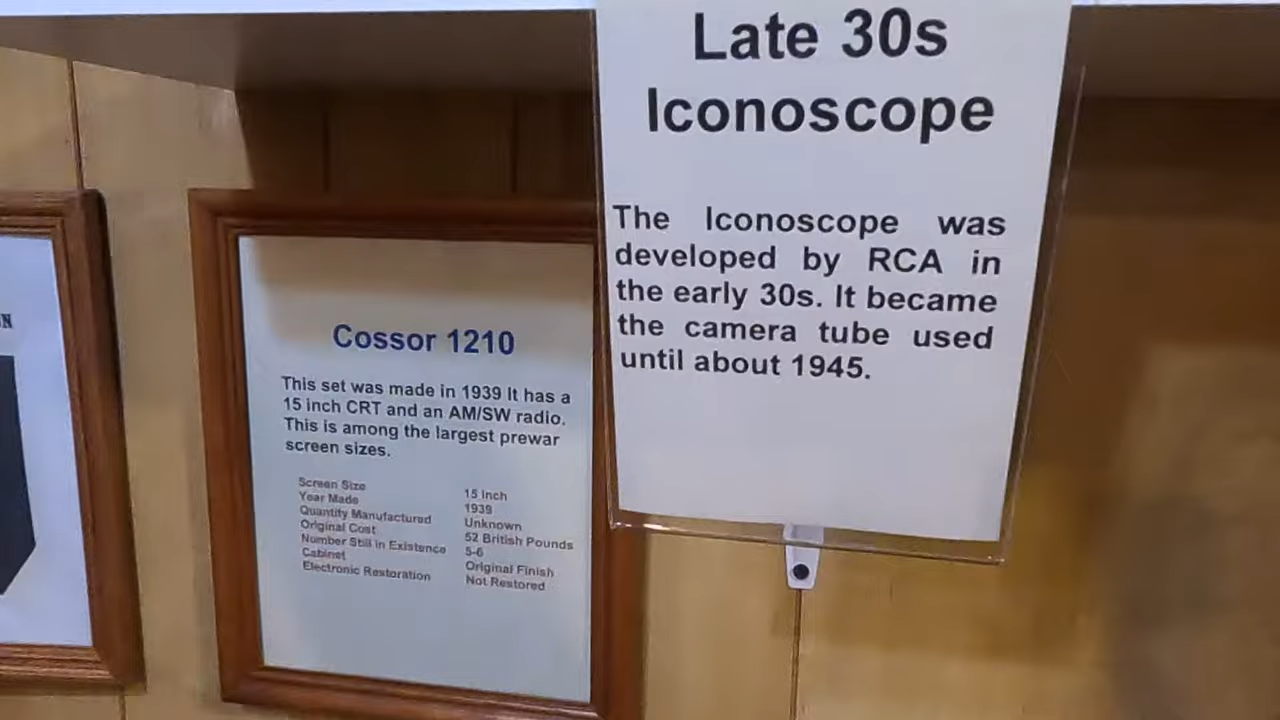 Late 30s
Iconoscope
The Iconoscope was
developed by RCA in
the early 30s. It became
the camera tube used
until about 1945.
Cossor 1210
This set was made in 1939 It has a
15 inch CRT and an AM/SW radio.
This is among the largest prewar
screen sizes.
Screen Size 15 inch
Year Made 1939
Quantity Manufactured Unknown
Original Cost 52 British Pounds
Number Still in Existence 5-6
Cabinet Original Finish
Electronic Restoration Not Restored